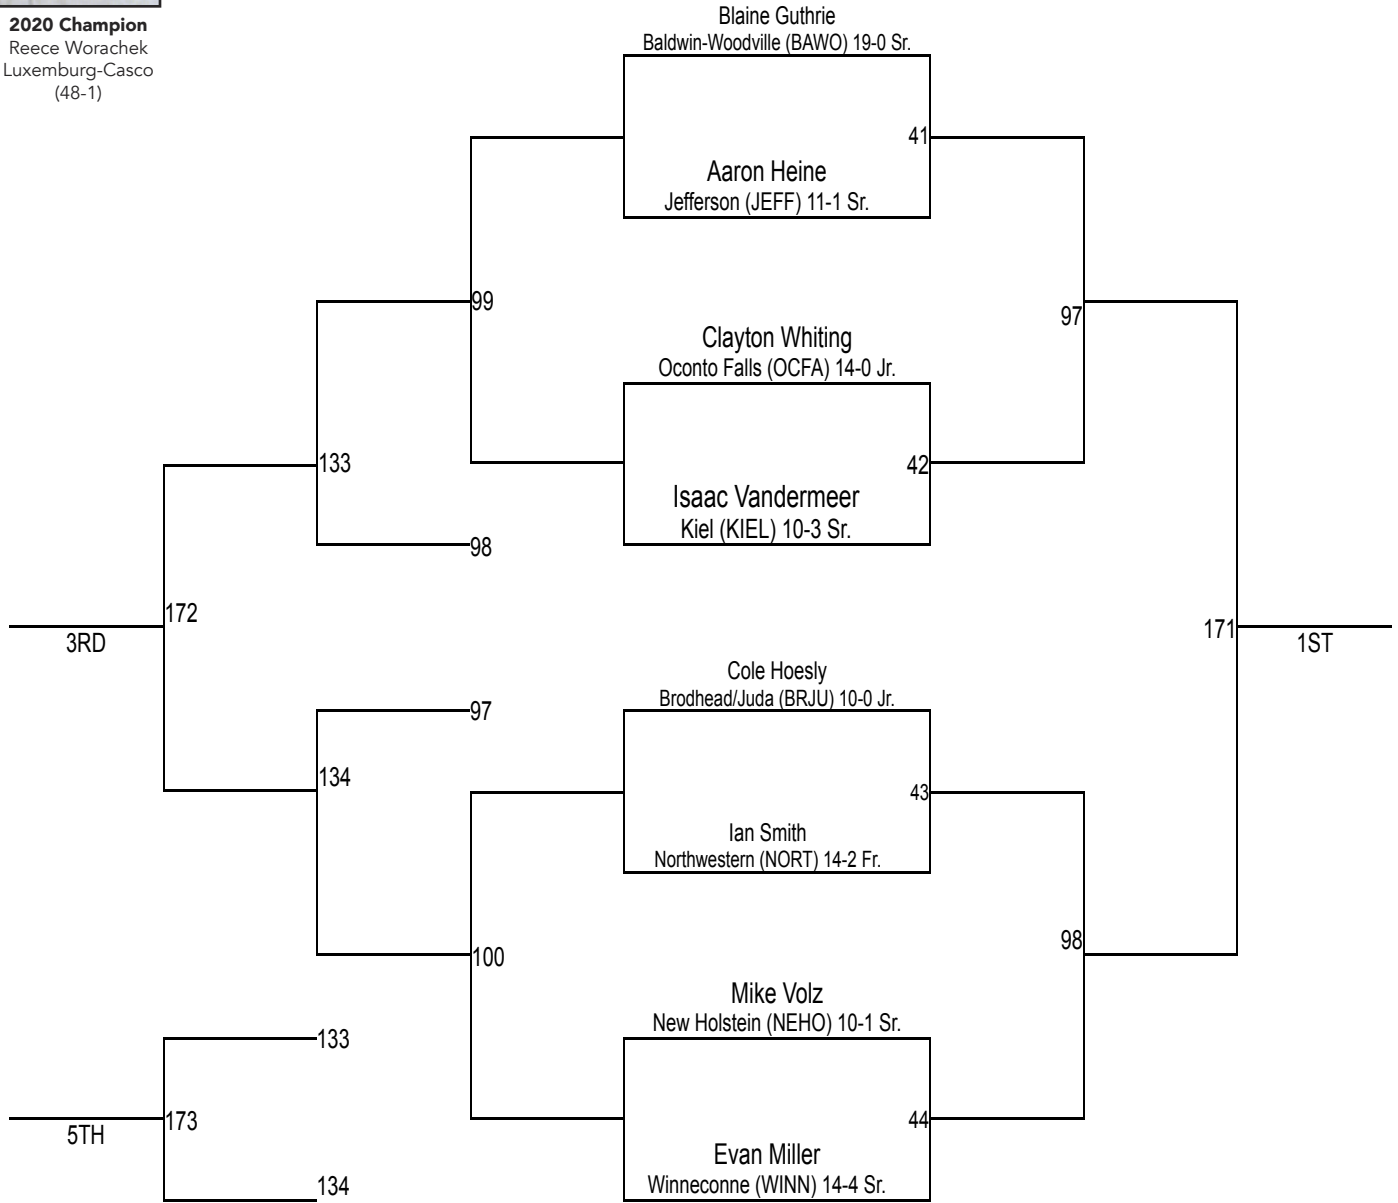 2020 Champion
Reece Worachek
Luxemburg-Casco
(48-1)
Blaine Guthrie
Baldwin-Woodville (BAWO) 19-0 Sr.
41
Aaron Heine
Jefferson (JEFF) 11-1 Sr.
99
97
Clayton Whiting
Oconto Falls (OCFA) 14-0 Jr.
133
42
Isaac Vandermeer
Kiel (KIEL) 10-3 Sr.
98
172
3RD
171
1ST
Cole Hoesly
Brodhead/Juda (BRJU) 10-0 Jr.
97
134
43
Ian Smith
Northwestern (NORT) 14-2 Fr.
100
98
Mike Volz
New Holstein (NEHO) 10-1 Sr.
133
173
5TH
44
Evan Miller
Winneconne (WINN) 14-4 Sr.
134